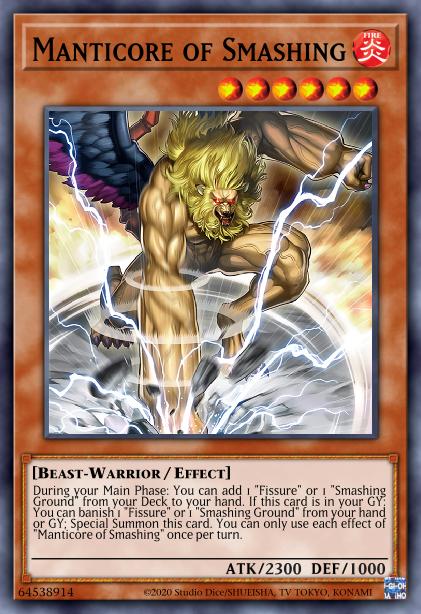 MANTICORE OF SMASHING
FIRE
炎
[BEAST-WARRIOR / EFFECT]
During your Main Phase: You can add 1 "Fissure" or 1 "Smashing
Ground" from your Deck to your hand. If this card is in your GY:
You can banish 1 "Fissure" or 1 "Smashing Ground" from your hand
or GY; Special Summon this card. You can only use each effect of
"Manticore of Smashing" once per turn.
ATK/2300 DEF/1000
64538914
©2020 Studio Dice/SHUEISHA, TV TOKYO, KONAMI